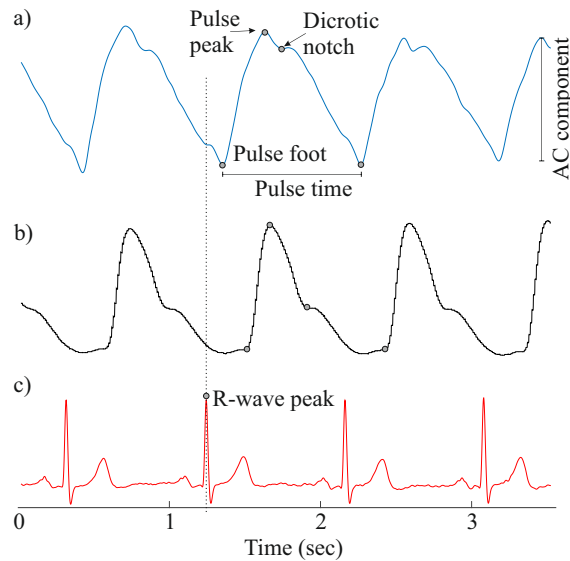 a)
Pulse
peak
Dicrotic
notch
AC component
Pulse foot
Pulse time
b)
c)
R-wave peak
0
1
2
3
Time (sec)